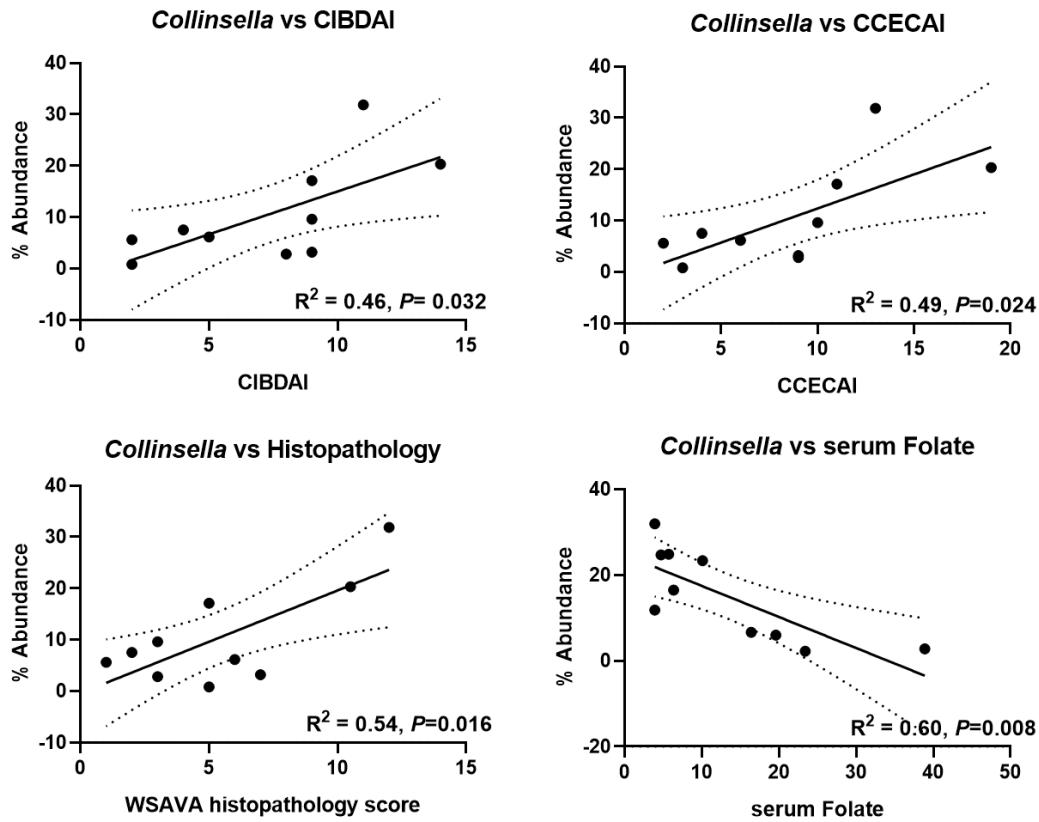 Collinsella vs CIBDAI
% Abundance
40
30
20
10
0
-10
0 5 10 15
R² = 0.46, P= 0.032
CIBDAI
Collinsella vs CCECAI
% Abundance
40
30
20
10
0
-10
0 5 10 15 20
R² = 0.49, P=0.024
CCECAI
Collinsella vs Histopathology
% Abundance
40
30
20
10
0
-10
0 5 10 15
R² = 0.54, P=0.016
WSAVA histopathology score
Collinsella vs serum Folate
% Abundance
40
20
0
-20
0 10 20 30 40 50
R² = 0.60, P=0.008
serum Folate